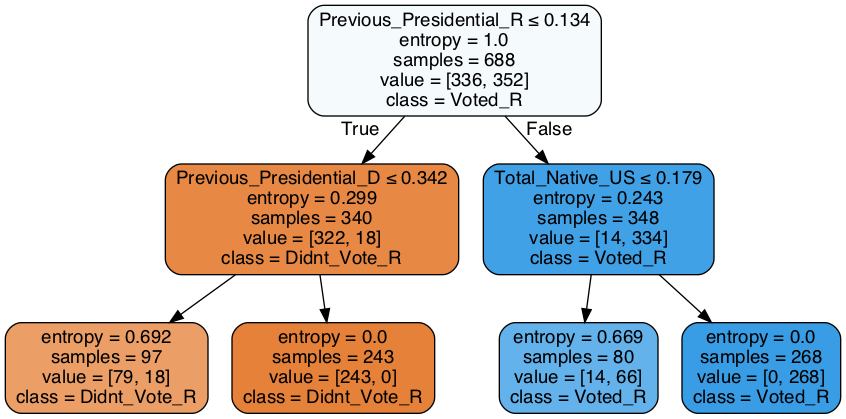 Previous_Presidential_R ≤ 0.134
entropy = 1.0
samples = 688
value = [336, 352]
class = Voted_R
True
False
Previous_Presidential_D ≤ 0.342
entropy = 0.299
samples = 340
value = [322, 18]
class = Didnt_Vote_R
Total_Native_US ≤ 0.179
entropy = 0.243
samples = 348
value = [14, 334]
class = Voted_R
entropy = 0.692
samples = 97
value = [79, 18]
class = Didnt_Vote_R
entropy = 0.0
samples = 243
value = [243, 0]
class = Didnt_Vote_R
entropy = 0.669
samples = 80
value = [14, 66]
class = Voted_R
entropy = 0.0
samples = 268
value = [0, 268]
class = Voted_R